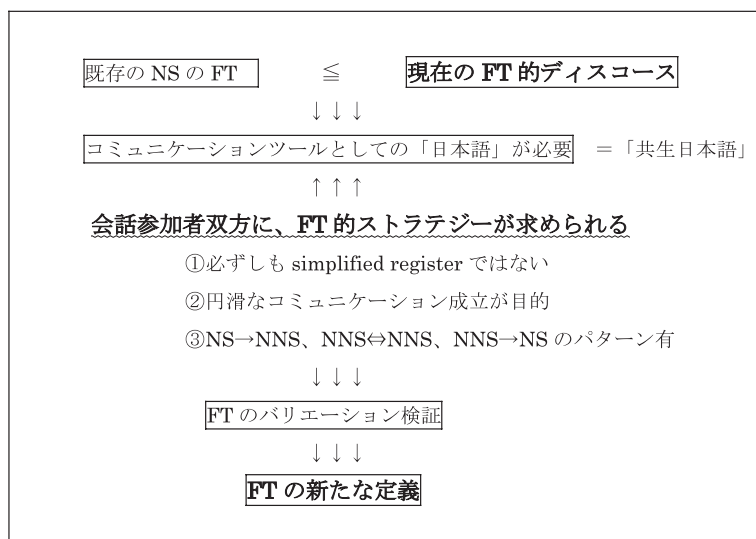 既存の NS の FT ≦ 現在の FT 的ディスコース
↓↓↓
コミュニケーションツールとしての「日本語」が必要 ＝「共生日本語」
↑↑↑
会話参加者双方に、FT 的ストラテジーが求められる
①必ずしも simplified register ではない
②円滑なコミュニケーション成立が目的
③NS→NNS、NNS⇔NNS、NNS→NS のパターン有
↓↓↓
FT のバリエーション検証
↓↓↓
FT の新たな定義